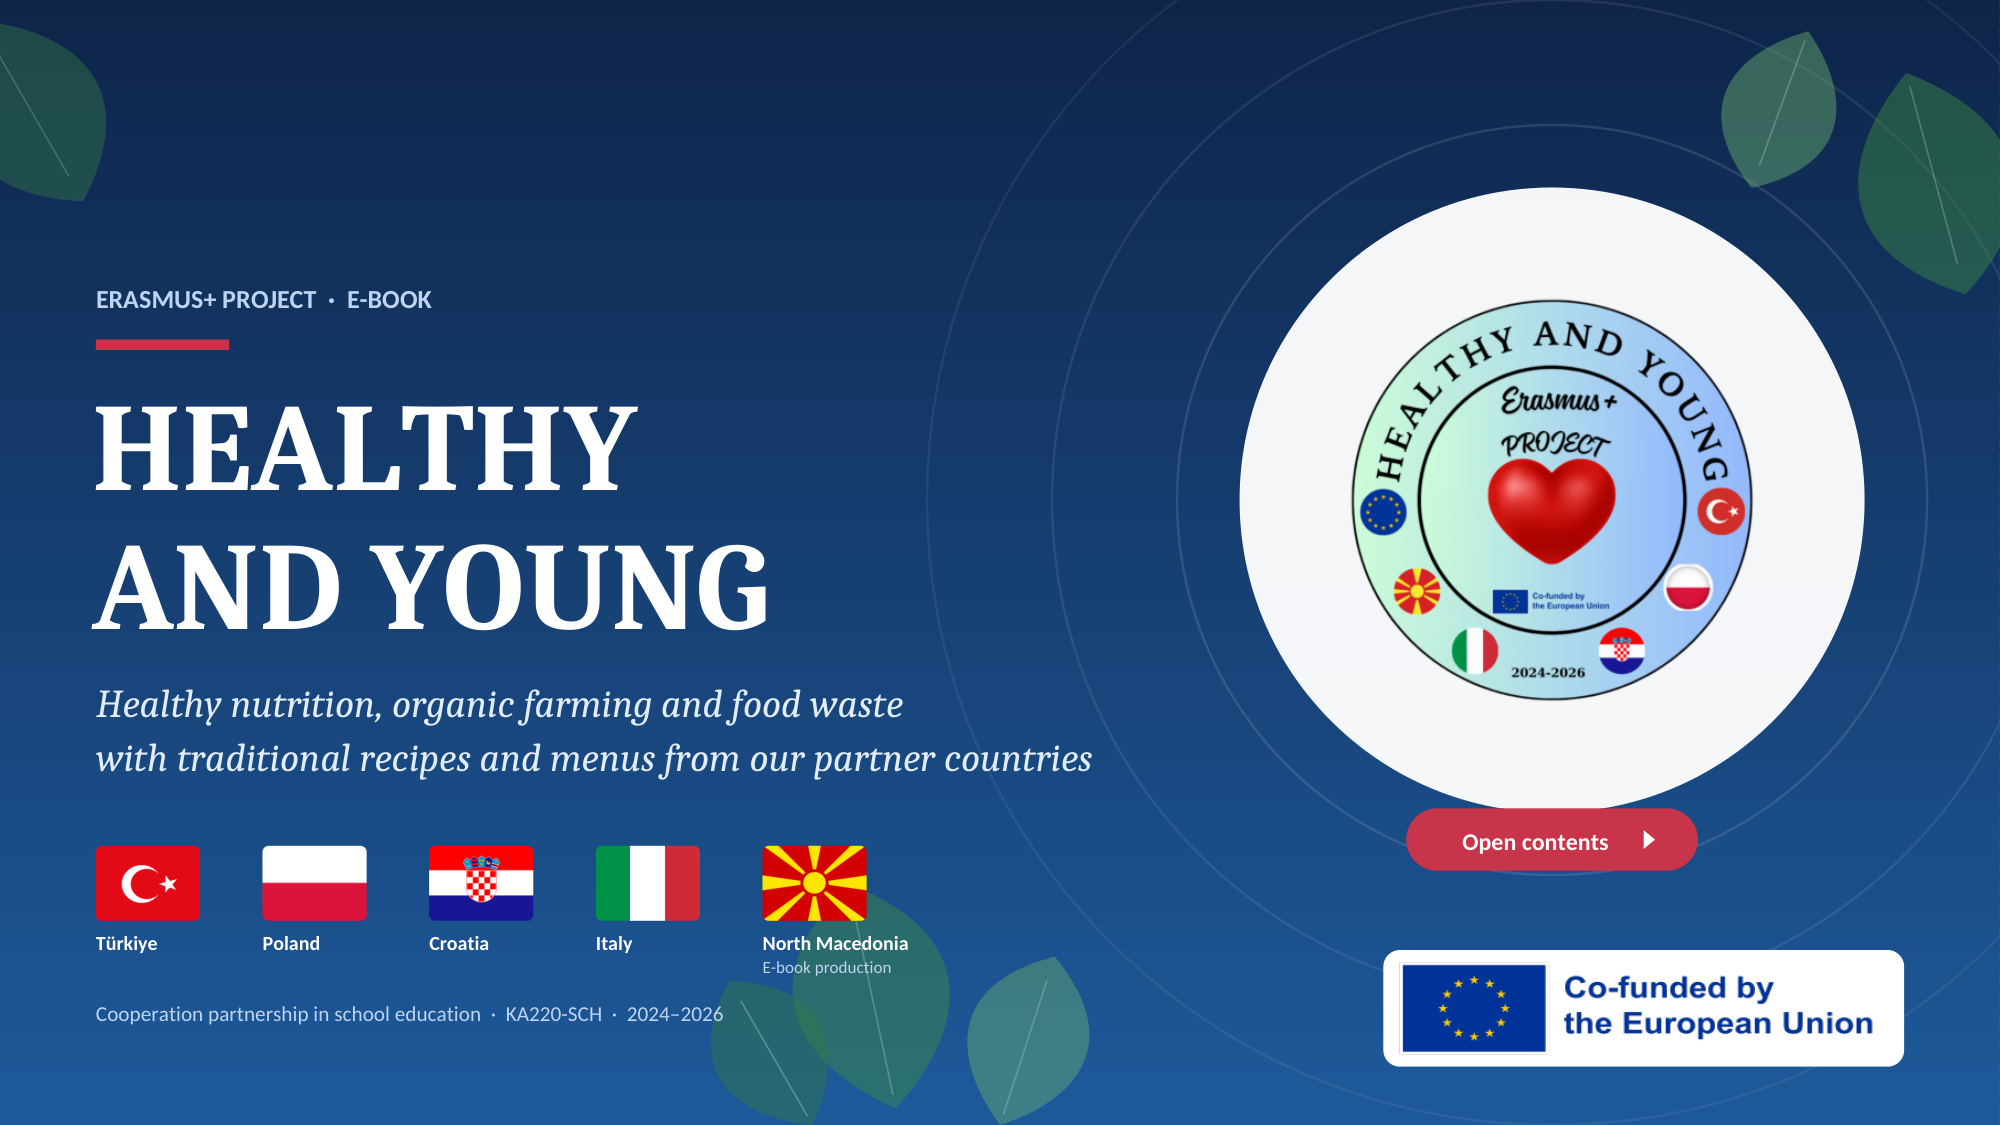 ERASMUS+ PROJECT · E-BOOK
HEALTHY
AND YOUNG
Healthy nutrition, organic farming and food waste
with traditional recipes and menus from our partner countries
Türkiye
Poland
Croatia
Italy
North Macedonia
E-book production
Cooperation partnership in school education · KA220-SCH · 2024–2026
HEALTHY AND YOUNG
Erasmus+
PROJECT
Co-funded by
the European Union
2024-2026
Open contents
Co-funded by
the European Union